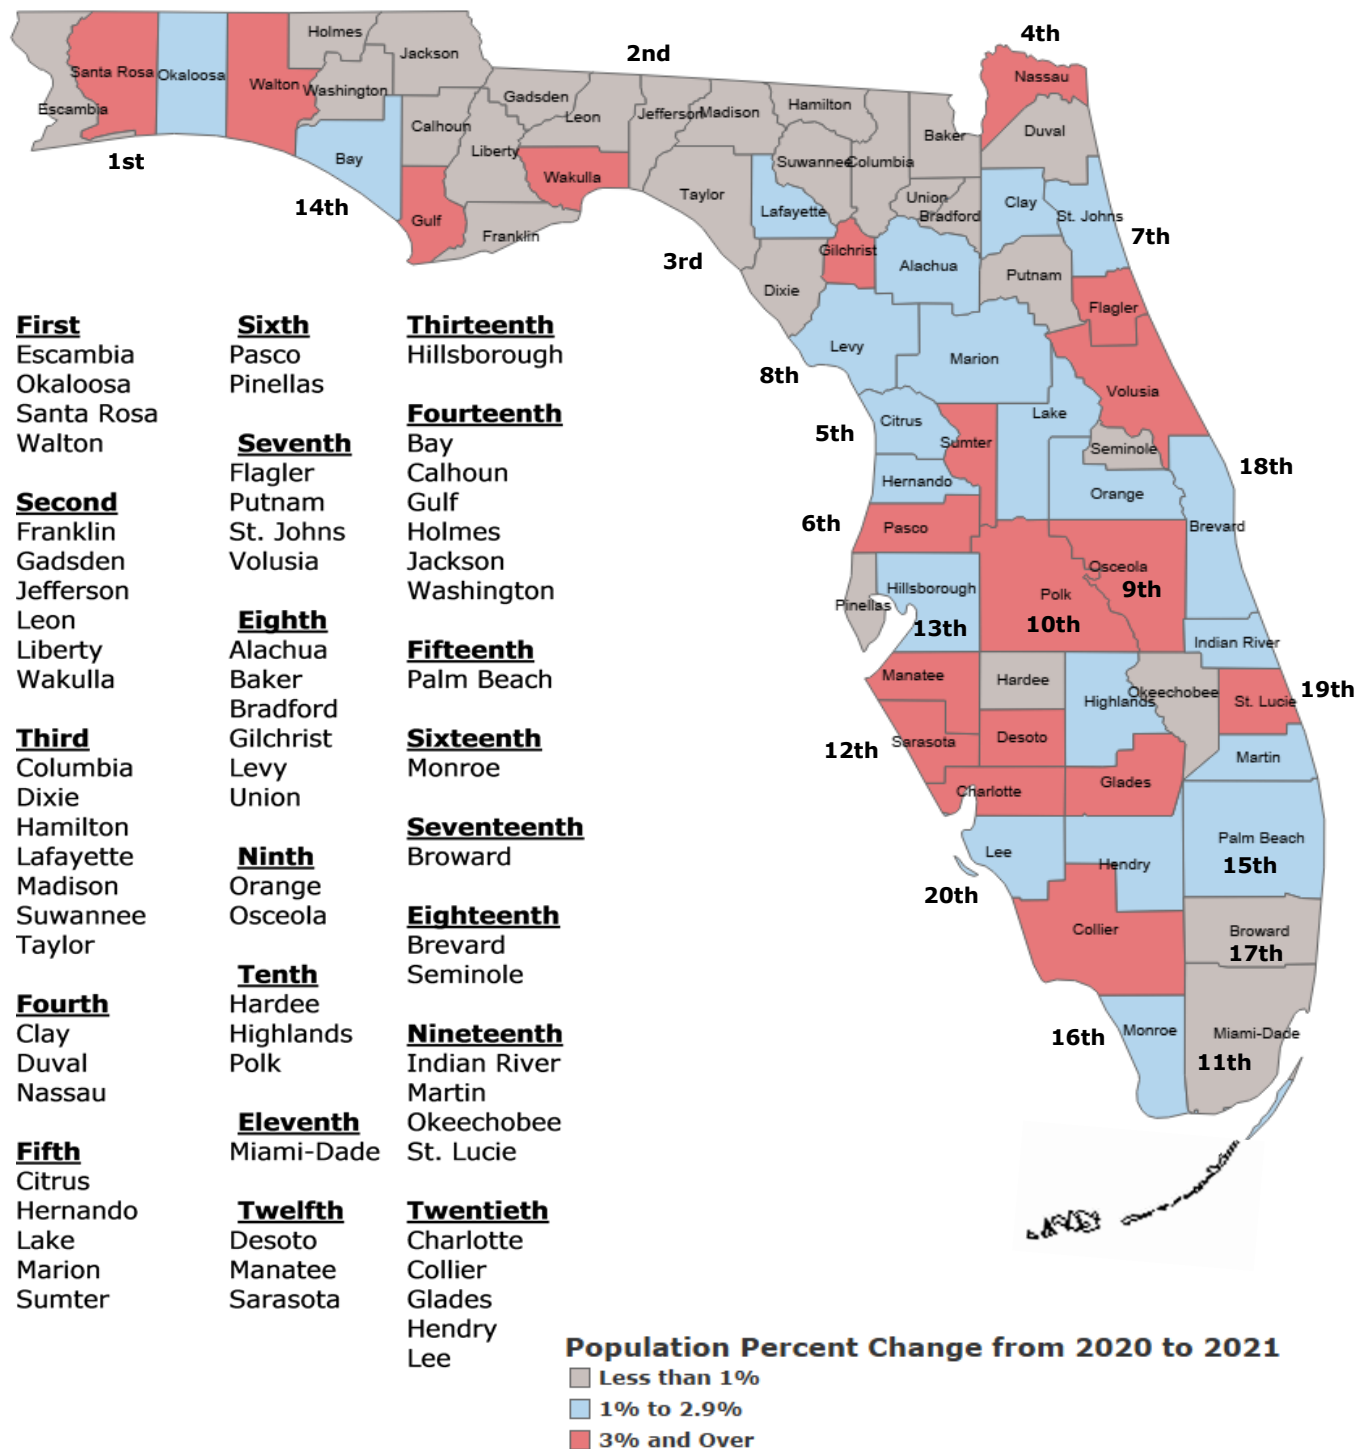 4th
2nd
Holmes
Jackson
Santa Rosa
Okaloosa
Walton
Washington
Escambia
Nassau
Gadsden
Leon
Jefferson
Madison
Hamilton
Calhoun
Liberty
Baker
Duval
1st
Bay
Wakulla
Suwannee
Columbia
Taylor
Union
Bradford
Clay
St. Johns
14th
Gulf
Franklin
Lafayette
7th
3rd
Gilchrist
Alachua
Putnam
Dixie
Flagler
Levy
Marion
8th
Volusia
Citrus
Lake
5th
Sumter
Seminole
18th
Hernando
Orange
6th
Pasco
Brevard
Osceola
Pinellas
Hillsborough
Polk
9th
13th
10th
Indian River
Manatee
Hardee
Highlands
Okeechobee
St. Lucie
19th
12th
Sarasota
Desoto
Martin
Charlotte
Glades
Lee
Hendry
Palm Beach
15th
20th
Collier
Broward
17th
16th
Monroe
Miami-Dade
11th
First
Escambia
Okaloosa
Santa Rosa
Walton
Second
Franklin
Gadsden
Jefferson
Leon
Liberty
Wakulla
Third
Columbia
Dixie
Hamilton
Lafayette
Madison
Suwannee
Taylor
Fourth
Clay
Duval
Nassau
Fifth
Citrus
Hernando
Lake
Marion
Sumter
Sixth
Pasco
Pinellas
Seventh
Flagler
Putnam
St. Johns
Volusia
Eighth
Alachua
Baker
Bradford
Gilchrist
Levy
Union
Ninth
Orange
Osceola
Tenth
Hardee
Highlands
Polk
Eleventh
Miami-Dade
Twelfth
Desoto
Manatee
Sarasota
Thirteenth
Hillsborough
Fourteenth
Bay
Calhoun
Gulf
Holmes
Jackson
Washington
Fifteenth
Palm Beach
Sixteenth
Monroe
Seventeenth
Broward
Eighteenth
Brevard
Seminole
Nineteenth
Indian River
Martin
Okeechobee
St. Lucie
Twentieth
Charlotte
Collier
Glades
Hendry
Lee
Population Percent Change from 2020 to 2021
Less than 1%
1% to 2.9%
3% and Over